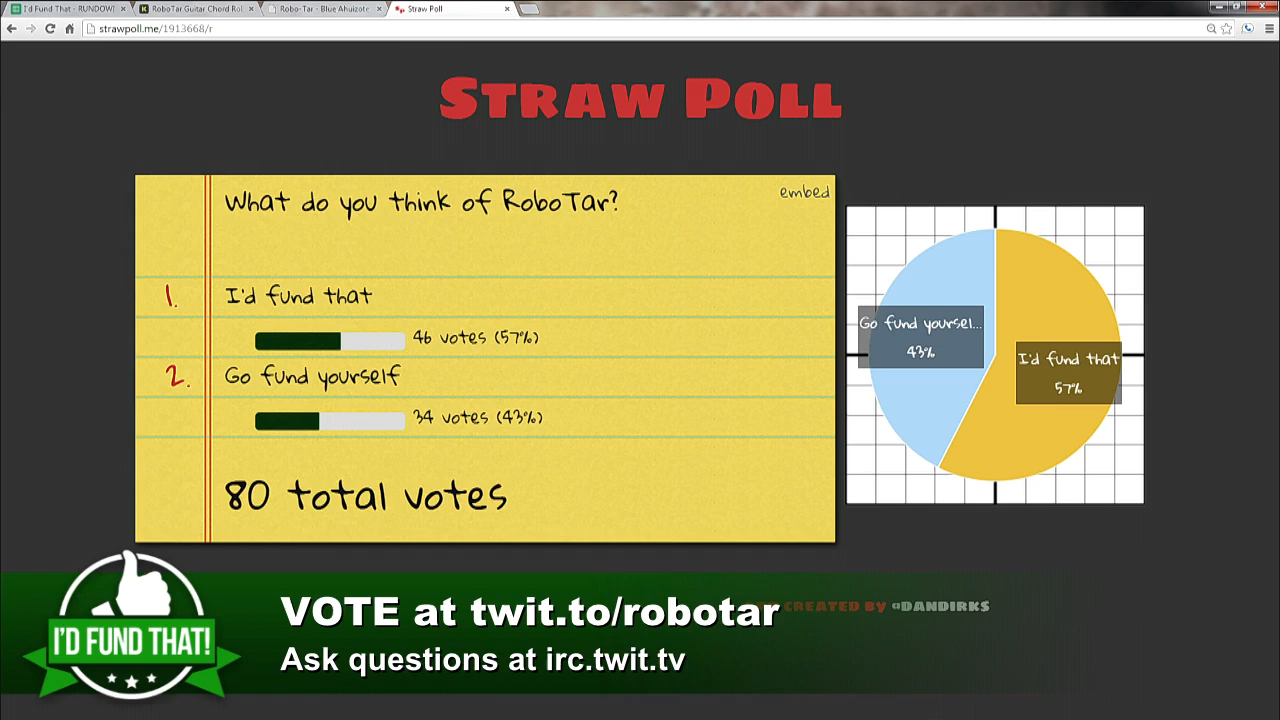 I'd Fund That - RUNDOW!
RoboTar Guitar Chord Rol
Robo-Tar - Blue Ahuizote
Straw Poll
strawpoll.me/1913668/r
STRAW POLL
What do you think of RoboTar?
embed
1. I'd fund that
46 votes (57%)
2. Go fund yourself
34 votes (43%)
80 total votes
Go fund yoursel...
43%
I'd fund that
57%
CREATED BY @DANDIRKS
I'D FUND THAT!
VOTE at twit.to/robotar
Ask questions at irc.twit.tv